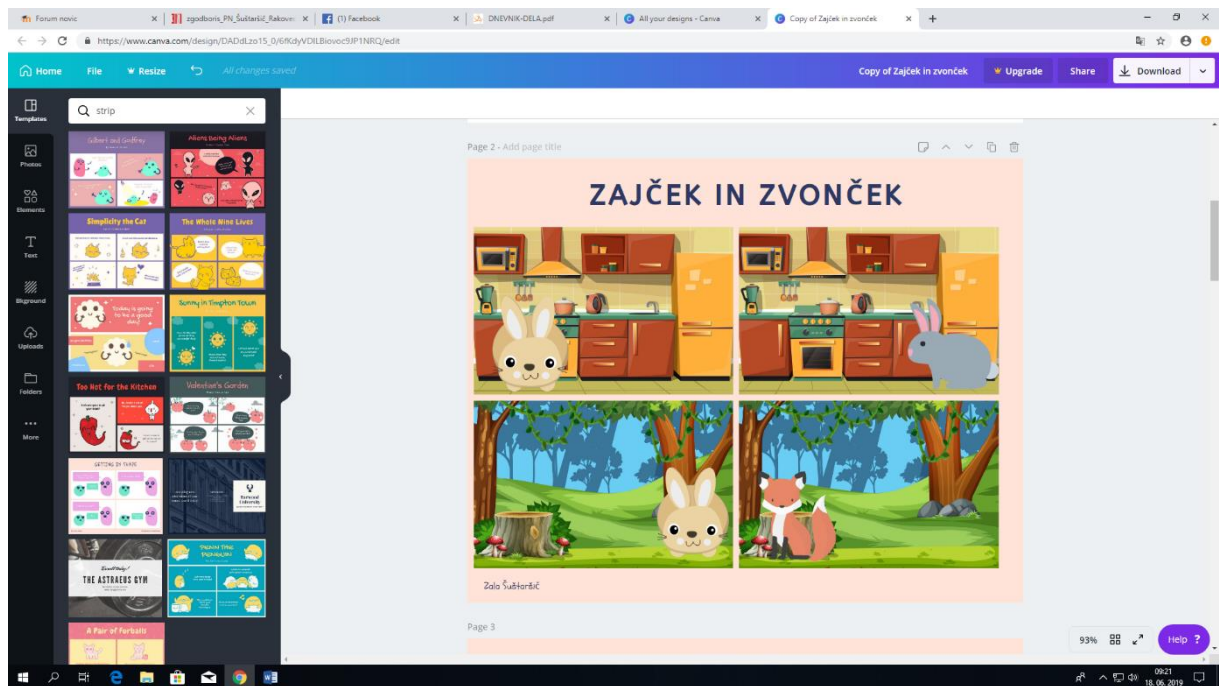 Forum novic
zgodboris_PN_Šuštaršič_Rakovec
(1) Facebook
DNEVNIK-DELA.pdf
All your designs - Canva
Copy of Zajček in zvonček
https://www.canva.com/design/DADdLzo15_0/6fKdyVDILBiovoc9JP1NRQ/edit
Home
File
Resize
All changes saved
Copy of Zajček in zvonček
Upgrade
Share
Download
Templates
Photos
Elements
Text
Bkground
Uploads
Folders
More
strip
Gilbert and Godfrey
Aliens Being Aliens
Simplicity the Cat
The Whole Nine Lives
Today is going
to be a good
day!
Sonny in Timpton Town
Too Hot for the Kitchen
Valentine's Garden
GETTING IN SHAPE
THE ASTRAEUS GYM
A Pair of Furballs
Page 2 - Add page title
ZAJČEK IN ZVONČEK
Zala Šuštaršič
Page 3
93%
Help ?
09:21
18. 06. 2019